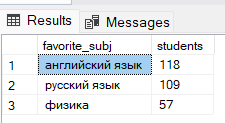 Results Messages
favorite_subj students
1 английский язык 118
2 русский язык 109
3 физика 57